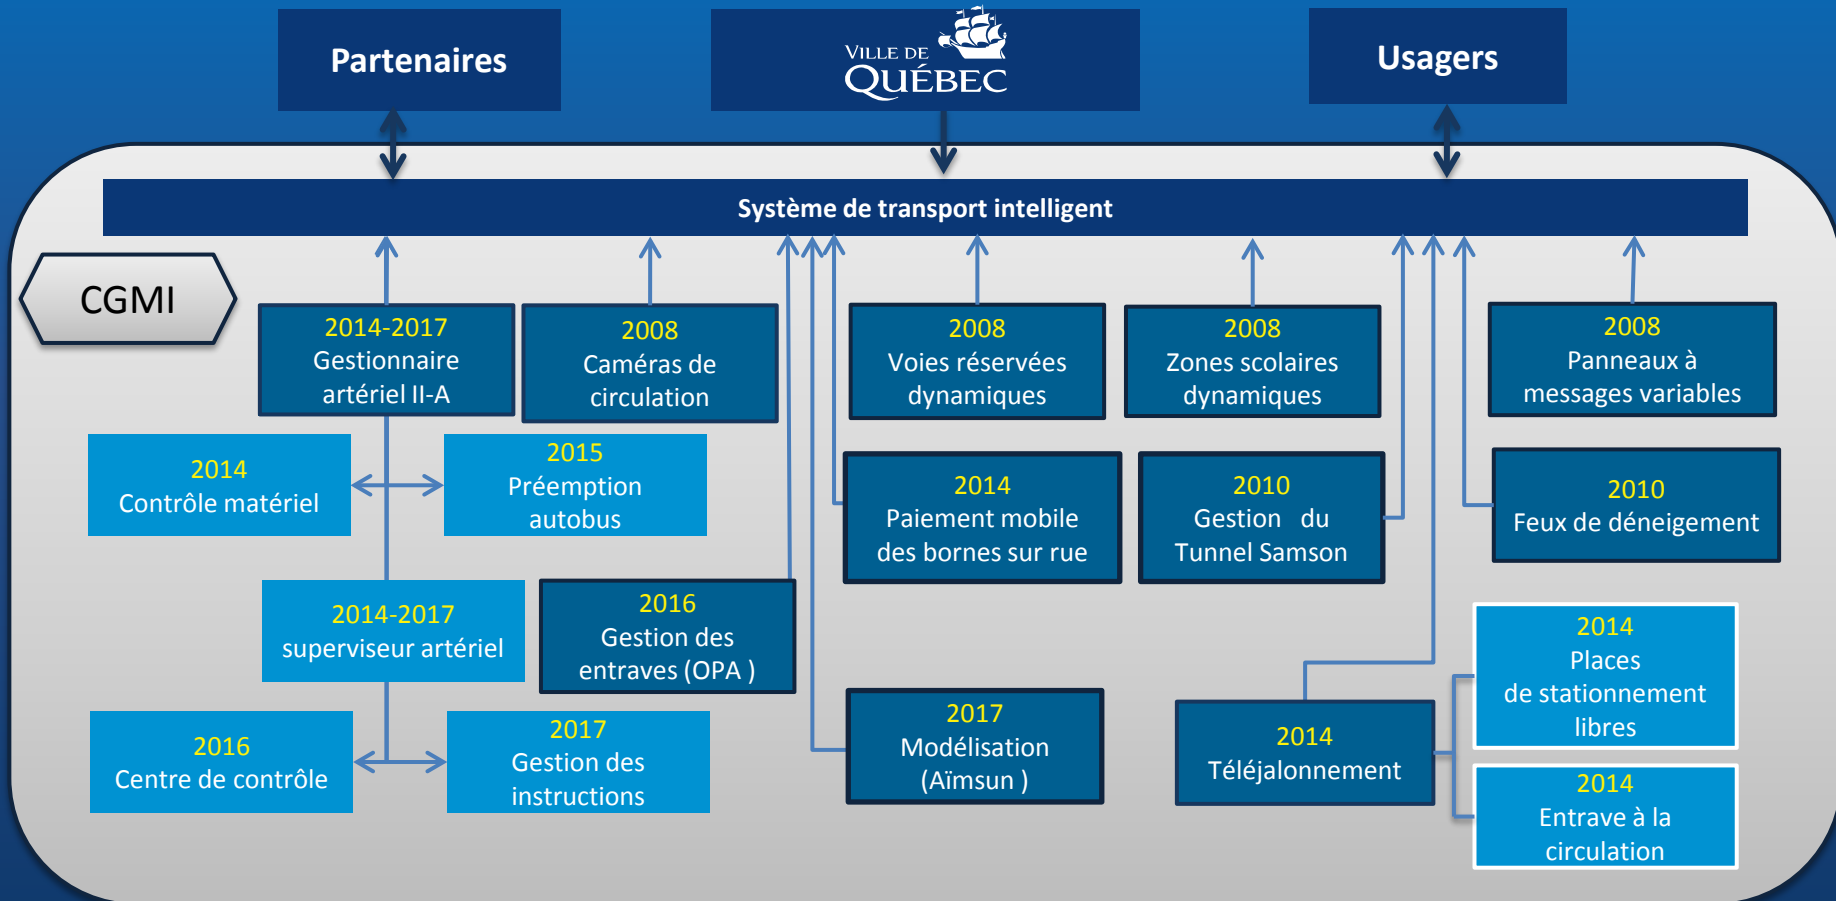 Partenaires
VILLE DE
QUÉBEC
Usagers
Système de transport intelligent
CGMI
2014-2017
Gestionnaire
artériel II-A
2008
Caméras de
circulation
2008
Voies réservées
dynamiques
2008
Zones scolaires
dynamiques
2008
Panneaux à
messages variables
2014
Contrôle matériel
2015
Préemption
autobus
2014
Paiement mobile
des bornes sur rue
2010
Gestion du
Tunnel Samson
2010
Feux de déneigement
2014-2017
superviseur artériel
2016
Gestion des
entraves (OPA )
2014
Places
de stationnement
libres
2016
Centre de contrôle
2017
Gestion des
instructions
2017
Modélisation
(Aïmsun )
2014
Téléjalonnement
2014
Entrave à la
circulation